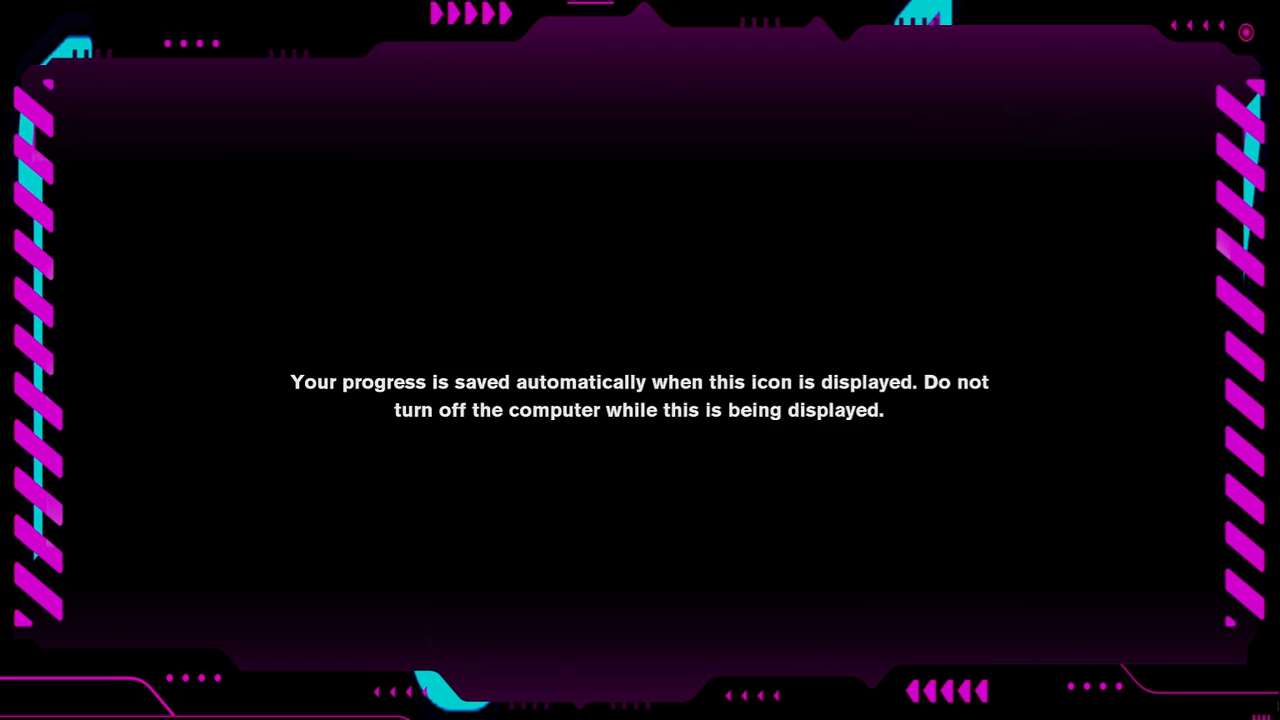 Your progress is saved automatically when this icon is displayed. Do not
turn off the computer while this is being displayed.